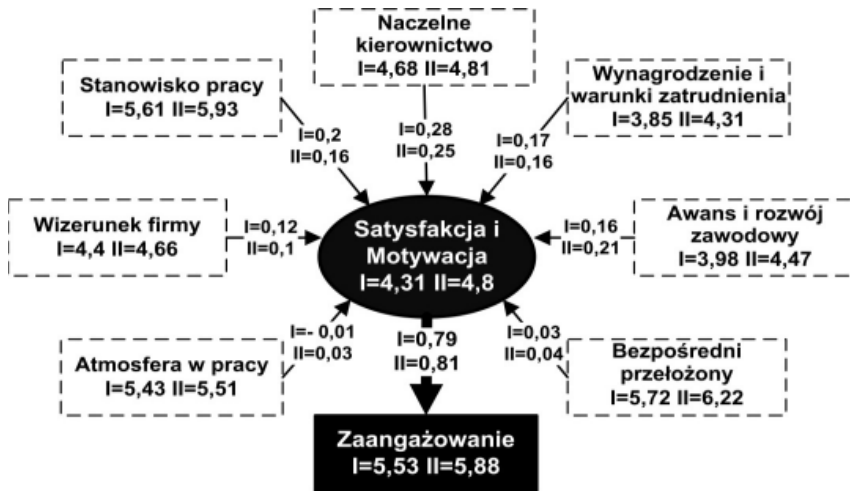 Naczelne
kierownictwo
I=4,68 II=4,81
Stanowisko pracy
I=5,61 II=5,93
Wynagrodzenie i
warunki zatrudnienia
I=3,85 II=4,31
I=0,2
II=0,16
I=0,28
II=0,25
I=0,17
II=0,16
Wizerunek firmy
I=4,4 II=4,66
I=0,12
II=0,1
Satysfakcja i
Motywacja
I=4,31 II=4,8
I=0,16
II=0,21
Awans i rozwój
zawodowy
I=3,98 II=4,47
Atmosfera w pracy
I=5,43 II=5,51
I=- 0,01
II=0,03
I=0,79
II=0,81
I=0,03
II=0,04
Bezpośredni
przełożony
I=5,72 II=6,22
Zaangażowanie
I=5,53 II=5,88